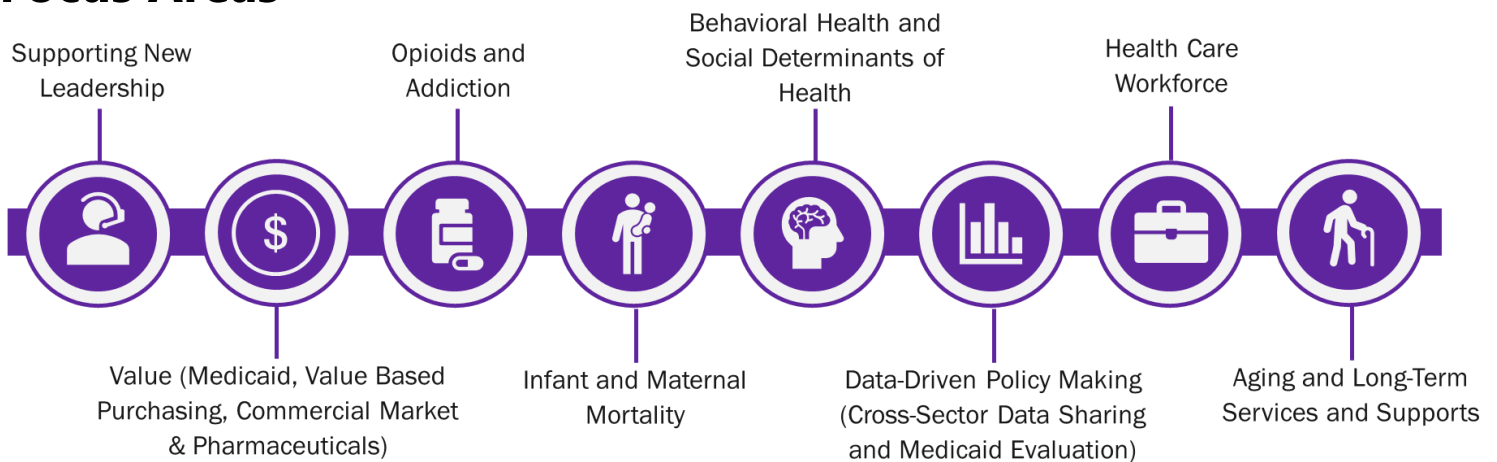 Focus Areas
Supporting New
Leadership
Opioids and
Addiction
Behavioral Health and
Social Determinants of
Health
Health Care
Workforce
$
Value (Medicaid, Value Based
Purchasing, Commercial Market
& Pharmaceuticals)
Infant and Maternal
Mortality
Data-Driven Policy Making
(Cross-Sector Data Sharing
and Medicaid Evaluation)
Aging and Long-Term
Services and Supports